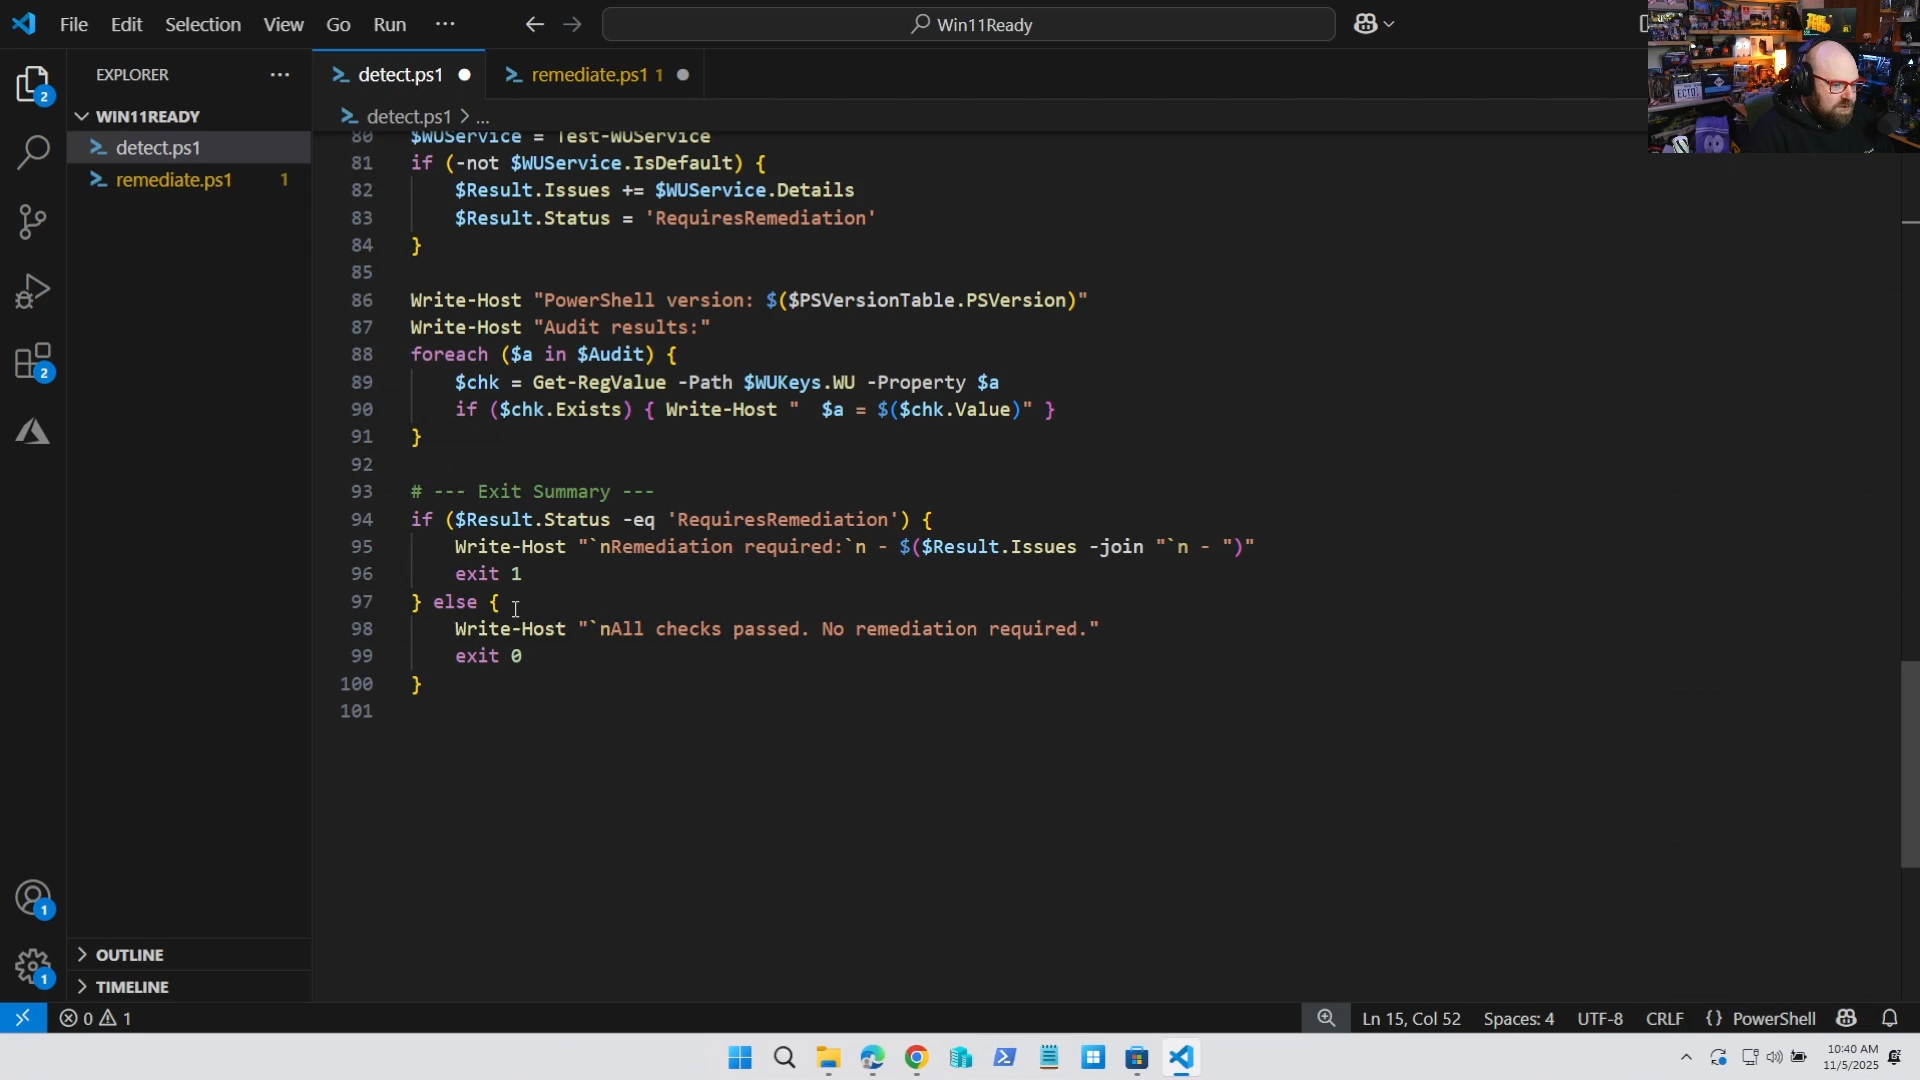 File Edit Selection View Go Run ...
Win11Ready
EXPLORER ...
WIN11READY
detect.ps1
remediate.ps1 1
OUTLINE
TIMELINE
2
2
1
1
detect.ps1
remediate.ps1 1
detect.ps1 > ...
80 $WUService = Test-WUService
81 if (-not $WUService.IsDefault) {
82 $Result.Issues += $WUService.Details
83 $Result.Status = 'RequiresRemediation'
84 }
85
86 Write-Host "PowerShell version: $($PSVersionTable.PSVersion)"
87 Write-Host "Audit results:"
88 foreach ($a in $Audit) {
89 $chk = Get-RegValue -Path $WUKeys.WU -Property $a
90 if ($chk.Exists) { Write-Host "  $a = $($chk.Value)" }
91 }
92
93 # --- Exit Summary ---
94 if ($Result.Status -eq 'RequiresRemediation') {
95 Write-Host "`nRemediation required:`n - $($Result.Issues -join "`n - ")"
96 exit 1
97 } else {
98 Write-Host "`nAll checks passed. No remediation required."
99 exit 0
100 }
101
0 1 Ln 15, Col 52 Spaces: 4 UTF-8 CRLF {} PowerShell
10:40 AM
11/5/2025